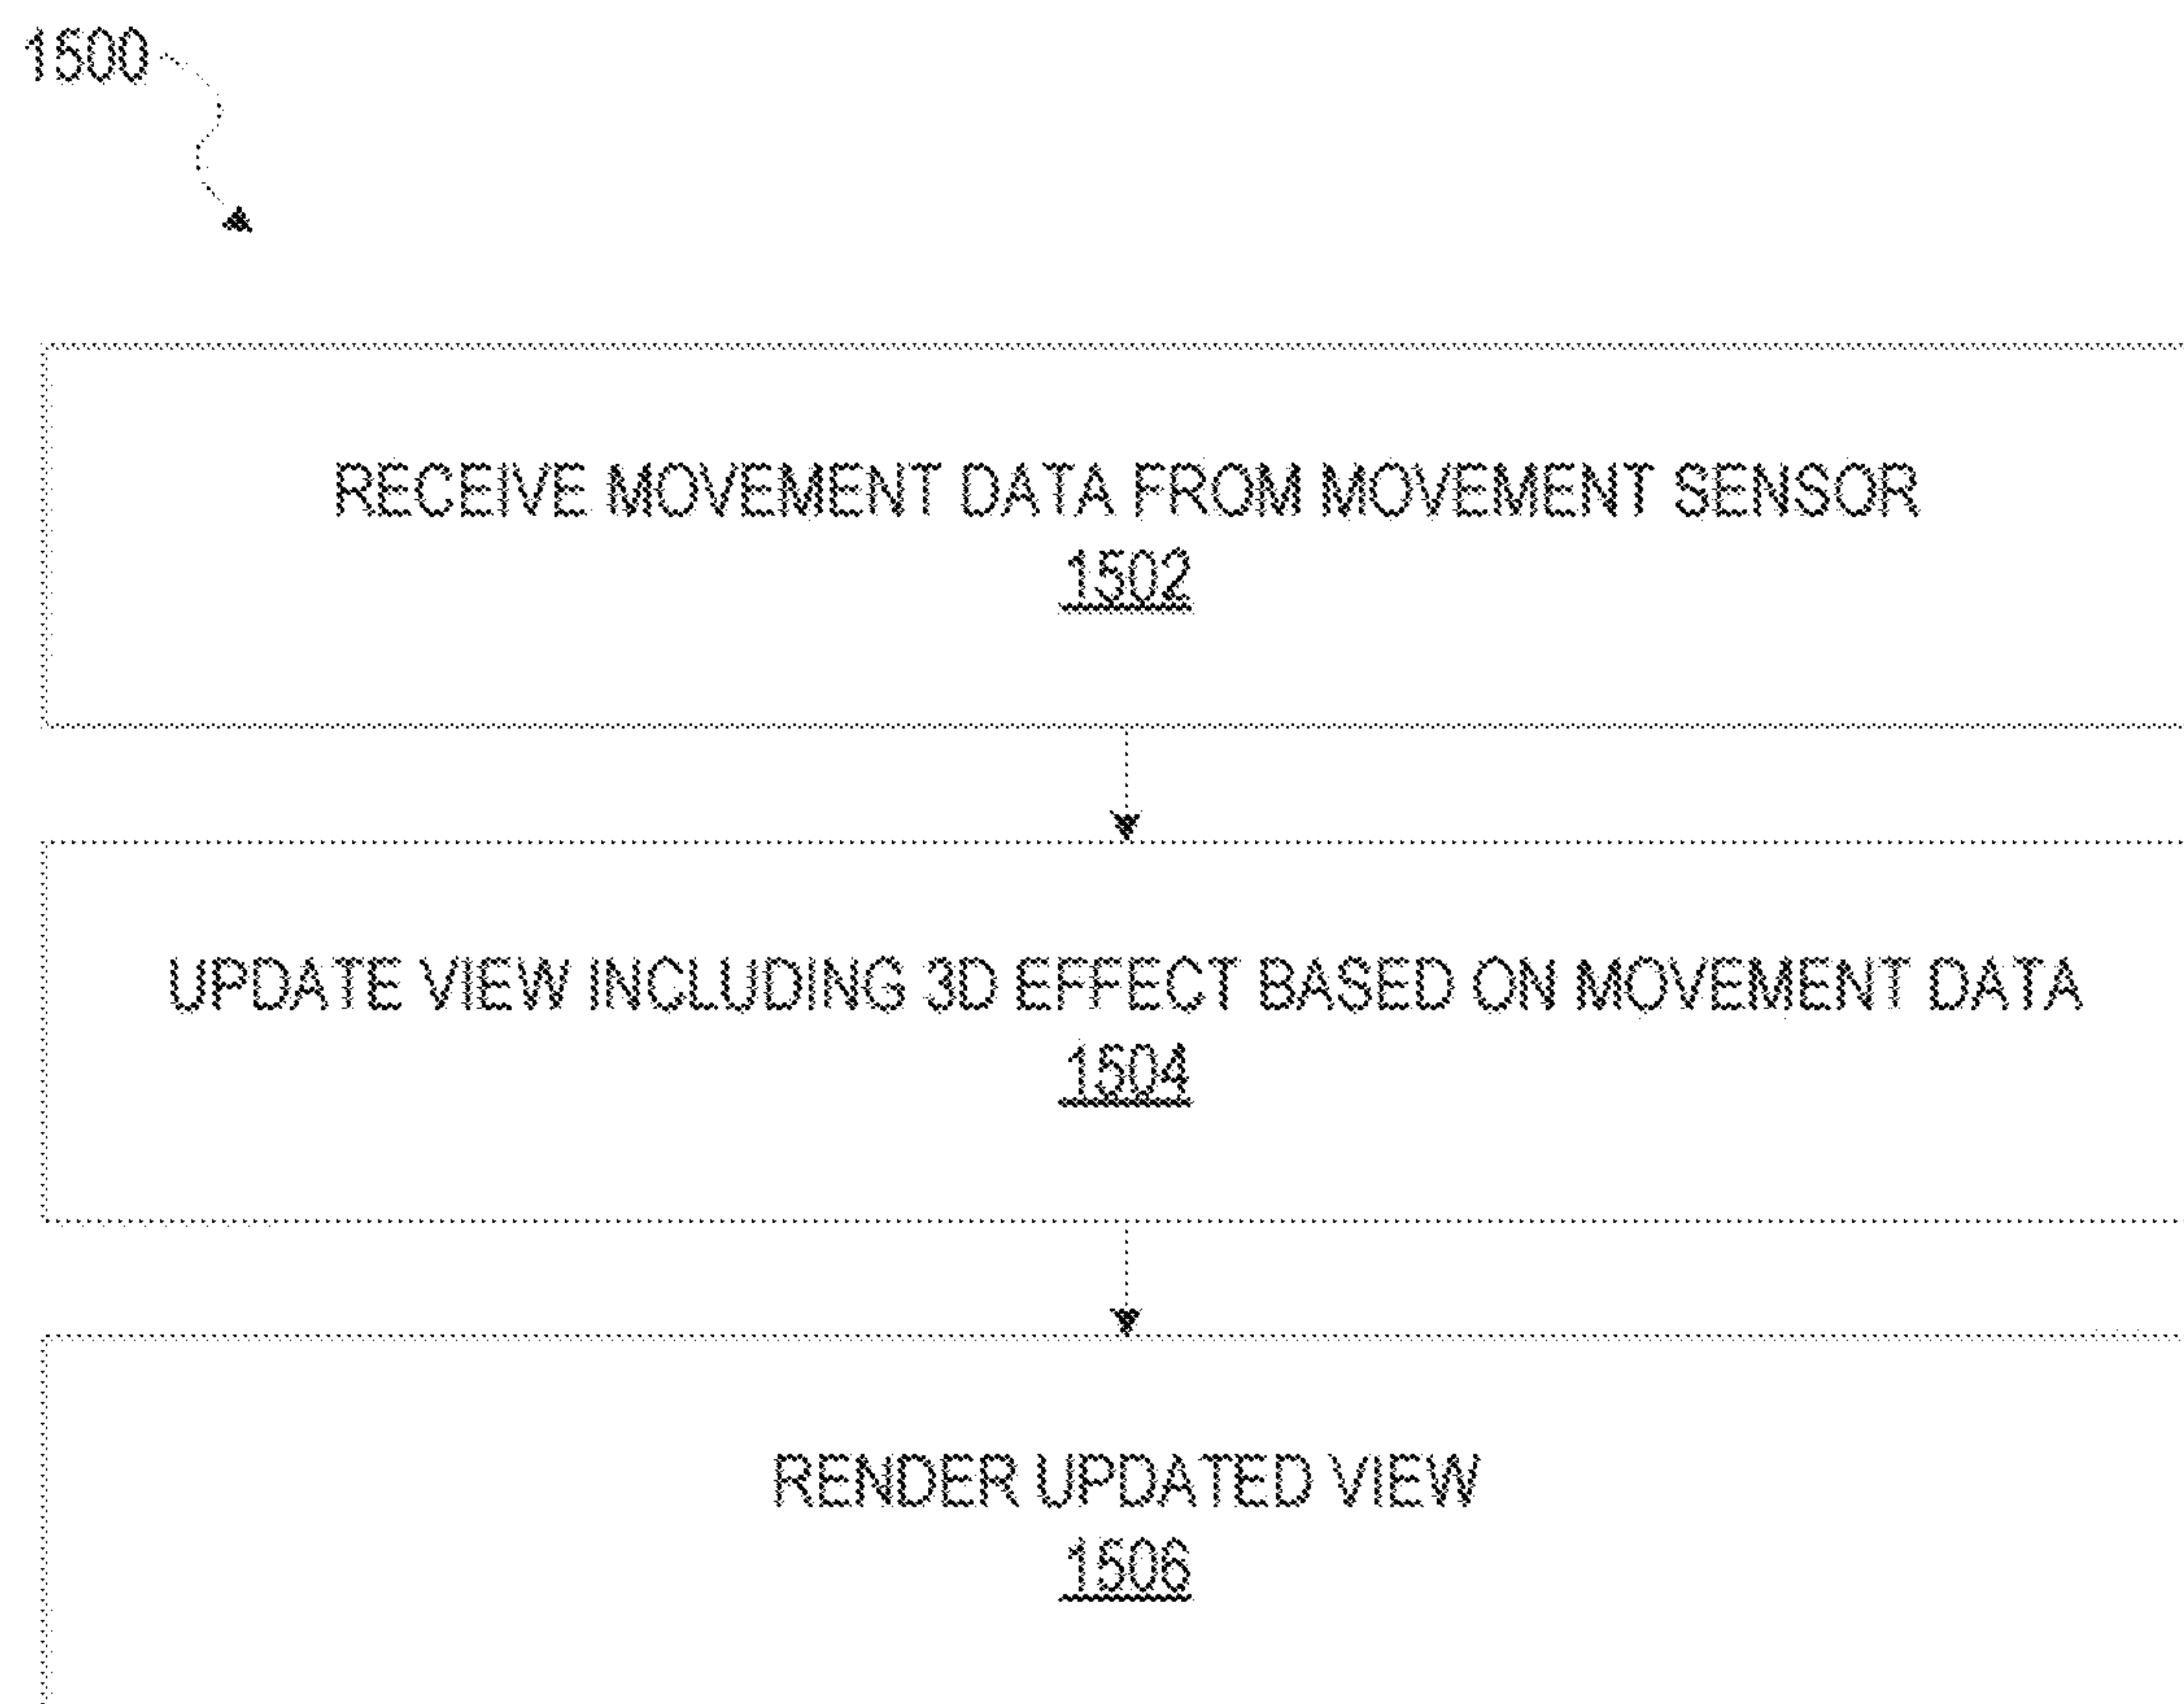 1500
RECEIVE MOVEMENT DATA FROM MOVEMENT SENSOR
1502
UPDATE VIEW INCLUDING 3D EFFECT BASED ON MOVEMENT DATA
1504
RENDER UPDATED VIEW
1506